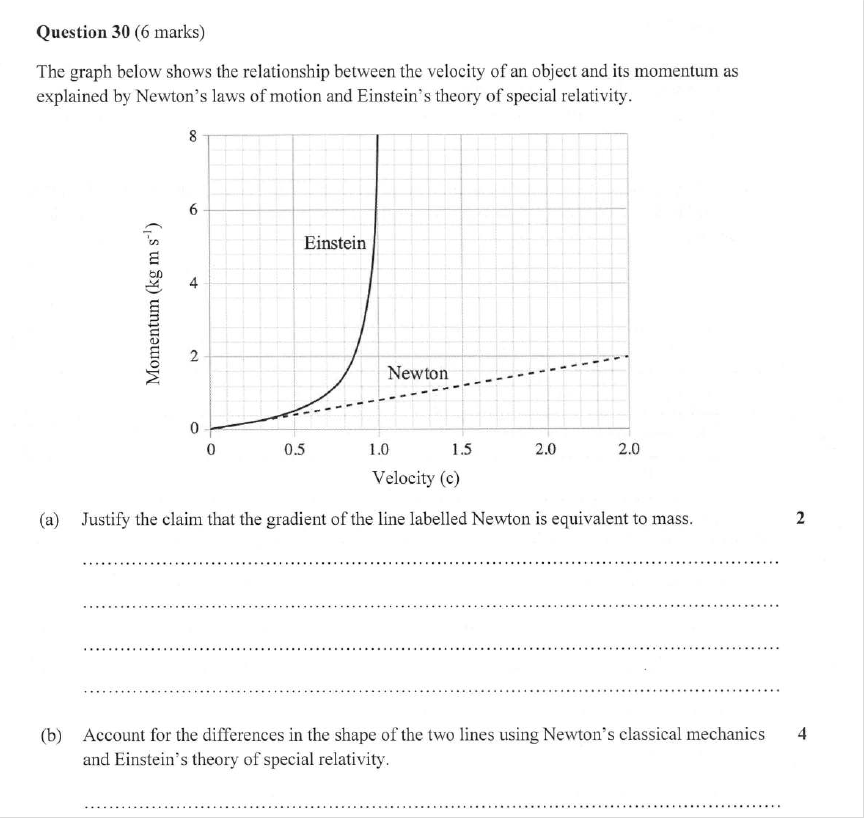 Question 30 (6 marks)
The graph below shows the relationship between the velocity of an object and its momentum as
explained by Newton's laws of motion and Einstein's theory of special relativity.
8
6
Einstein
4
Momentum (kg m s⁻¹)
2
Newton
0
0 0.5 1.0 1.5 2.0 2.0
Velocity (c)
(a) Justify the claim that the gradient of the line labelled Newton is equivalent to mass. 2
(b) Account for the differences in the shape of the two lines using Newton's classical mechanics 4
and Einstein's theory of special relativity.